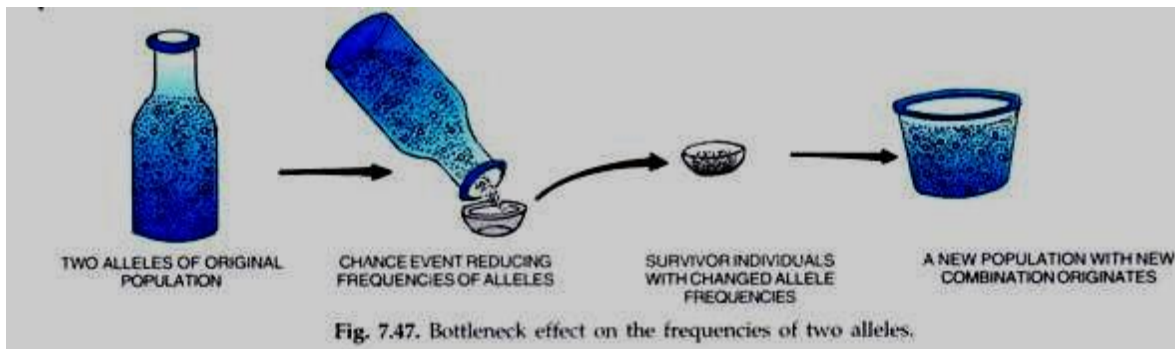 TWO ALLELES OF ORIGINAL
POPULATION
CHANCE EVENT REDUCING
FREQUENCIES OF ALLELES
SURVIVOR INDIVIDUALS
WITH CHANGED ALLELE
FREQUENCIES
A NEW POPULATION WITH NEW
COMBINATION ORIGINATES
Fig. 7.47. Bottleneck effect on the frequencies of two alleles.